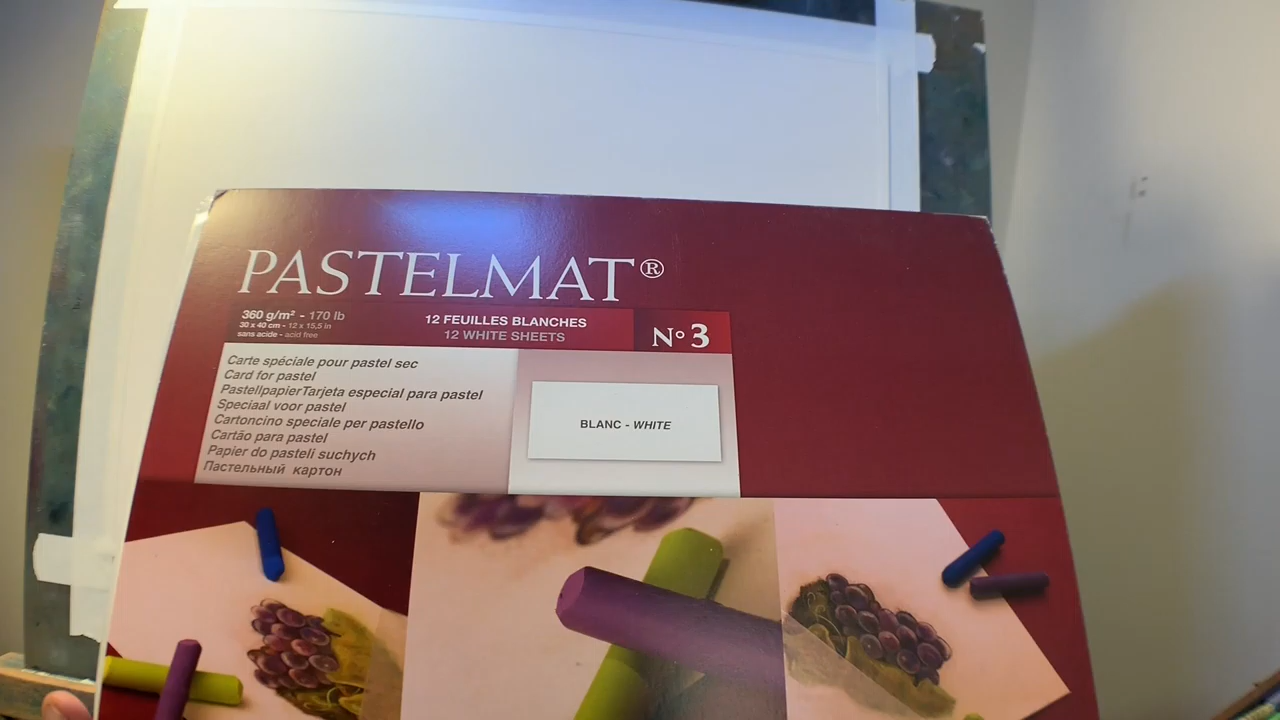 PASTELMAT®
360 g/m² - 170 lb
30 x 40 cm - 12 x 15,5 in
sans acide - acid free
12 FEUILLES BLANCHES
12 WHITE SHEETS
N° 3
Carte spéciale pour pastel sec
Card for pastel
PastellpapierTarjeta especial para pastel
Speciaal voor pastel
Cartoncino speciale per pastello
Cartão para pastel
Papier do pasteli suchych
Пастельный картон
BLANC - WHITE